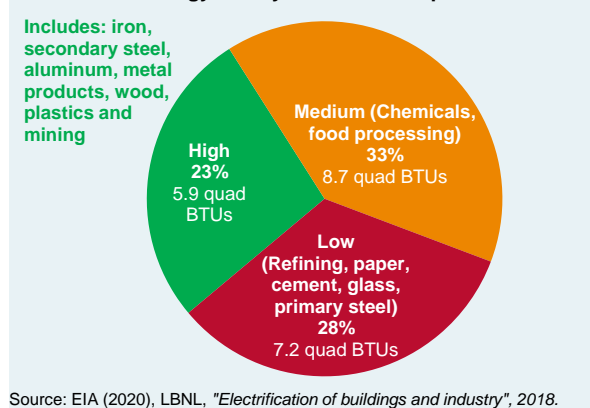 Includes: iron,
secondary steel,
aluminum, metal
products, wood,
plastics and
mining
Medium (Chemicals,
food processing)
33%
8.7 quad BTUs
High
23%
5.9 quad
BTUs
Low
(Refining, paper,
cement, glass,
primary steel)
28%
7.2 quad BTUs
Source: EIA (2020), LBNL, "Electrification of buildings and industry", 2018.